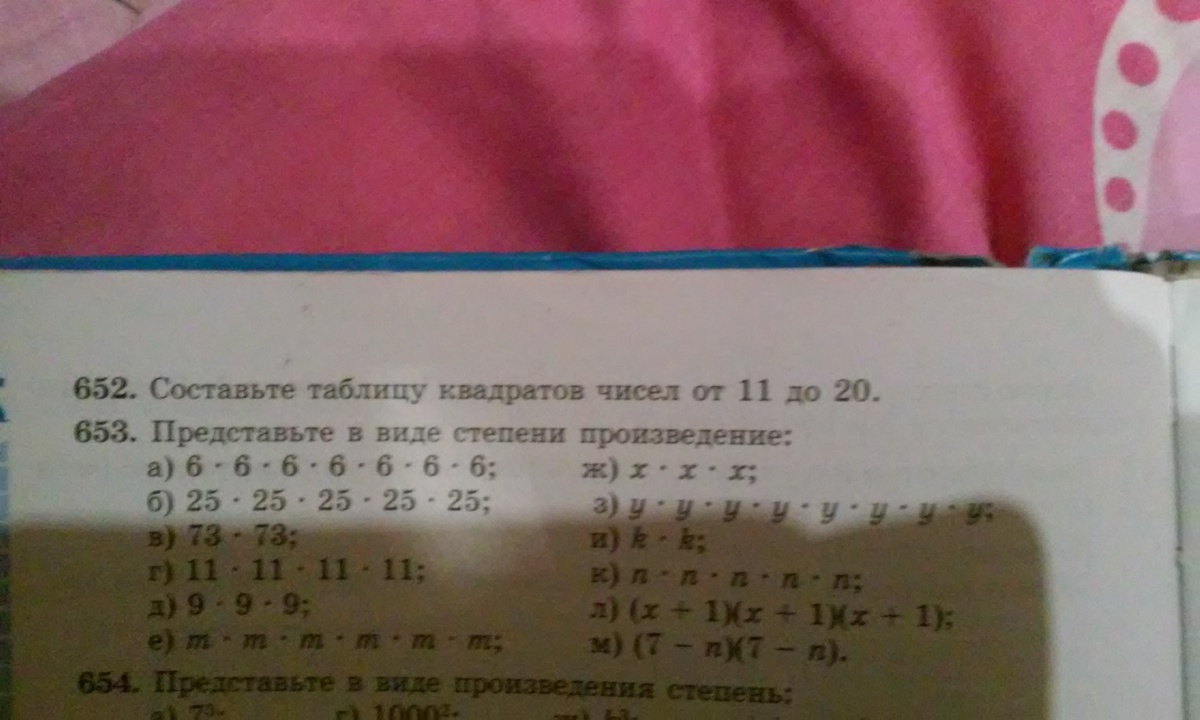 652. Составьте таблицу квадратов чисел от 11 до 20.
653. Представьте в виде степени произведение:
а) 6 · 6 · 6 · 6 · 6 · 6 · 6; ж) x · x · x;
б) 25 · 25 · 25 · 25 · 25; з) y · y · y · y · y · y · y · y;
в) 73 · 73; и) k · k;
г) 11 · 11 · 11 · 11; к) n · n · n · n · n;
д) 9 · 9 · 9; л) (x + 1)(x + 1)(x + 1);
е) m · m · m · m · m · m; м) (7 − n)(7 − n).
654. Представьте в виде произведения степень:
г) 1000²;